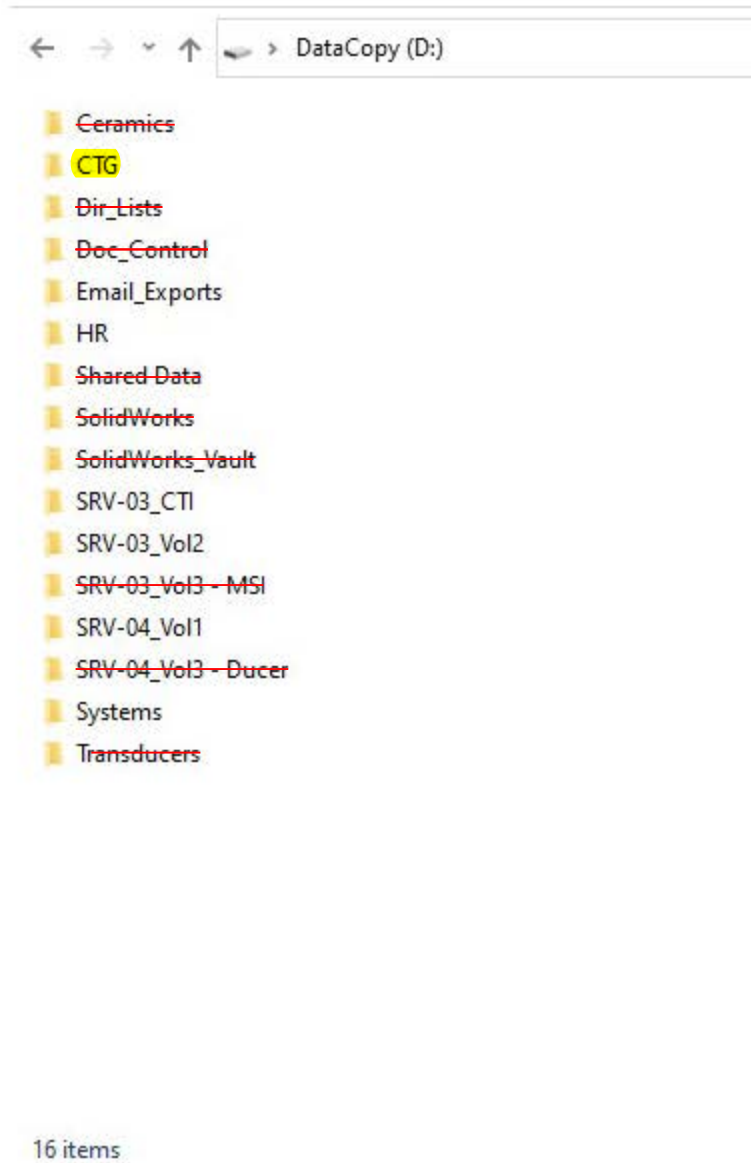 DataCopy (D:)
Ceramics
CTG
Dir_Lists
Doc_Control
Email_Exports
HR
Shared Data
SolidWorks
SolidWorks_Vault
SRV-03_CTI
SRV-03_Vol2
SRV-03_Vol3 - MSI
SRV-04_Vol1
SRV-04_Vol3 - Ducer
Systems
Transducers
16 items